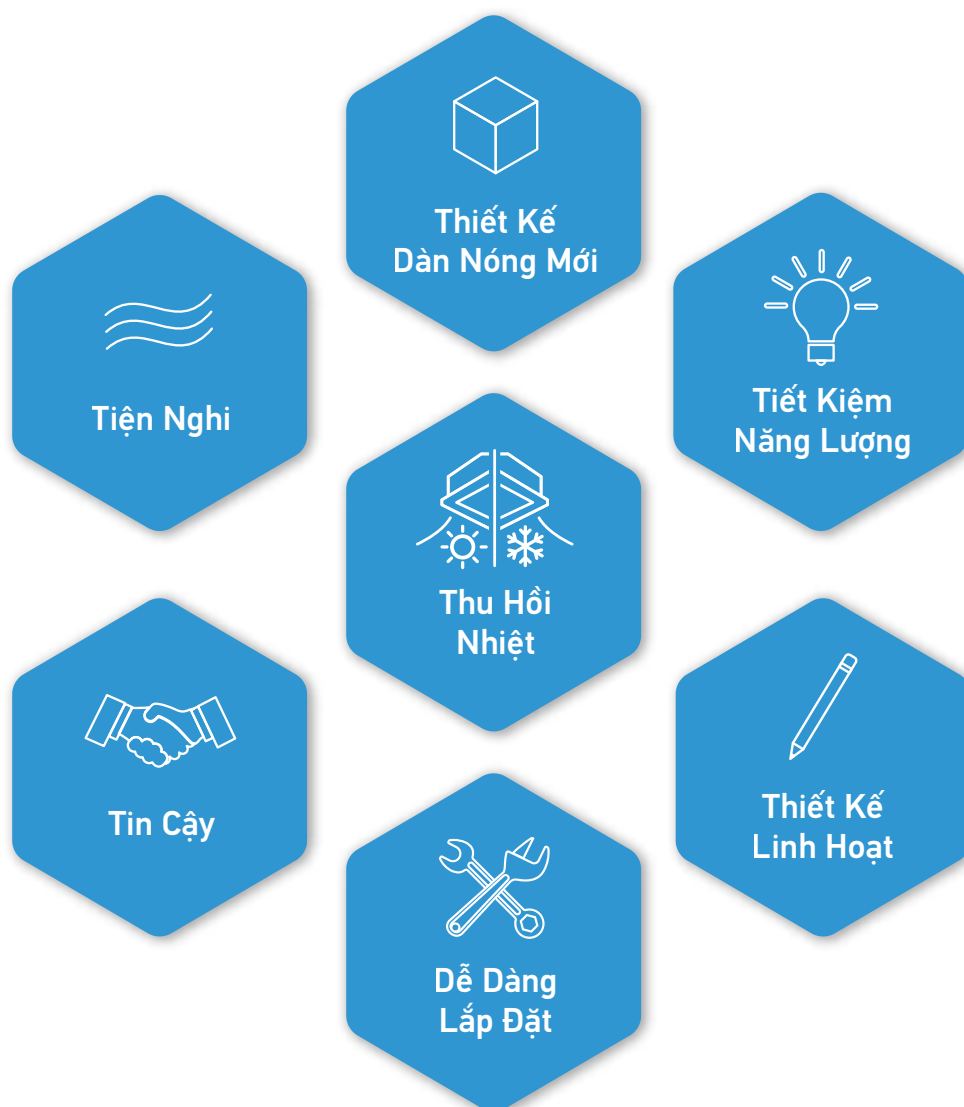 Thiết Kế
Dàn Nóng Mới
Tiện Nghi
Tiết Kiệm
Năng Lượng
Thu Hồi
Nhiệt
Tin Cậy
Thiết Kế
Linh Hoạt
Dễ Dàng
Lắp Đặt